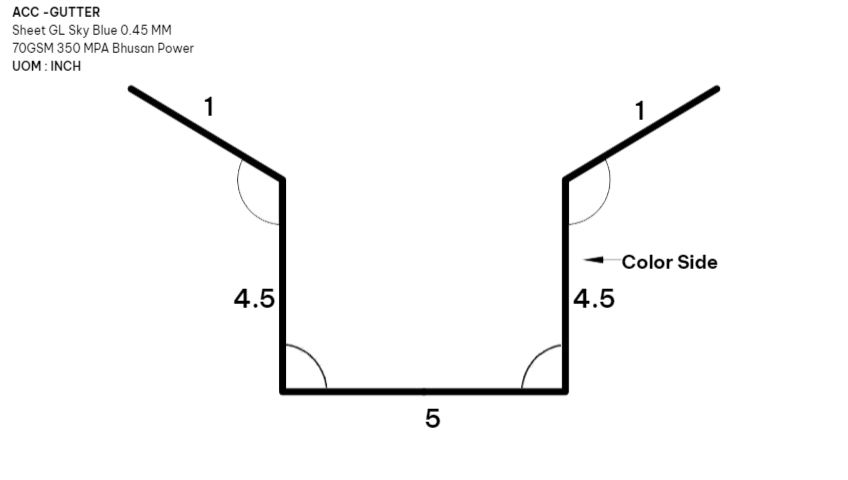 ACC -GUTTER
Sheet GL Sky Blue 0.45 MM
70GSM 350 MPA Bhusan Power
UOM : INCH
1
1
Color Side
4.5
4.5
5